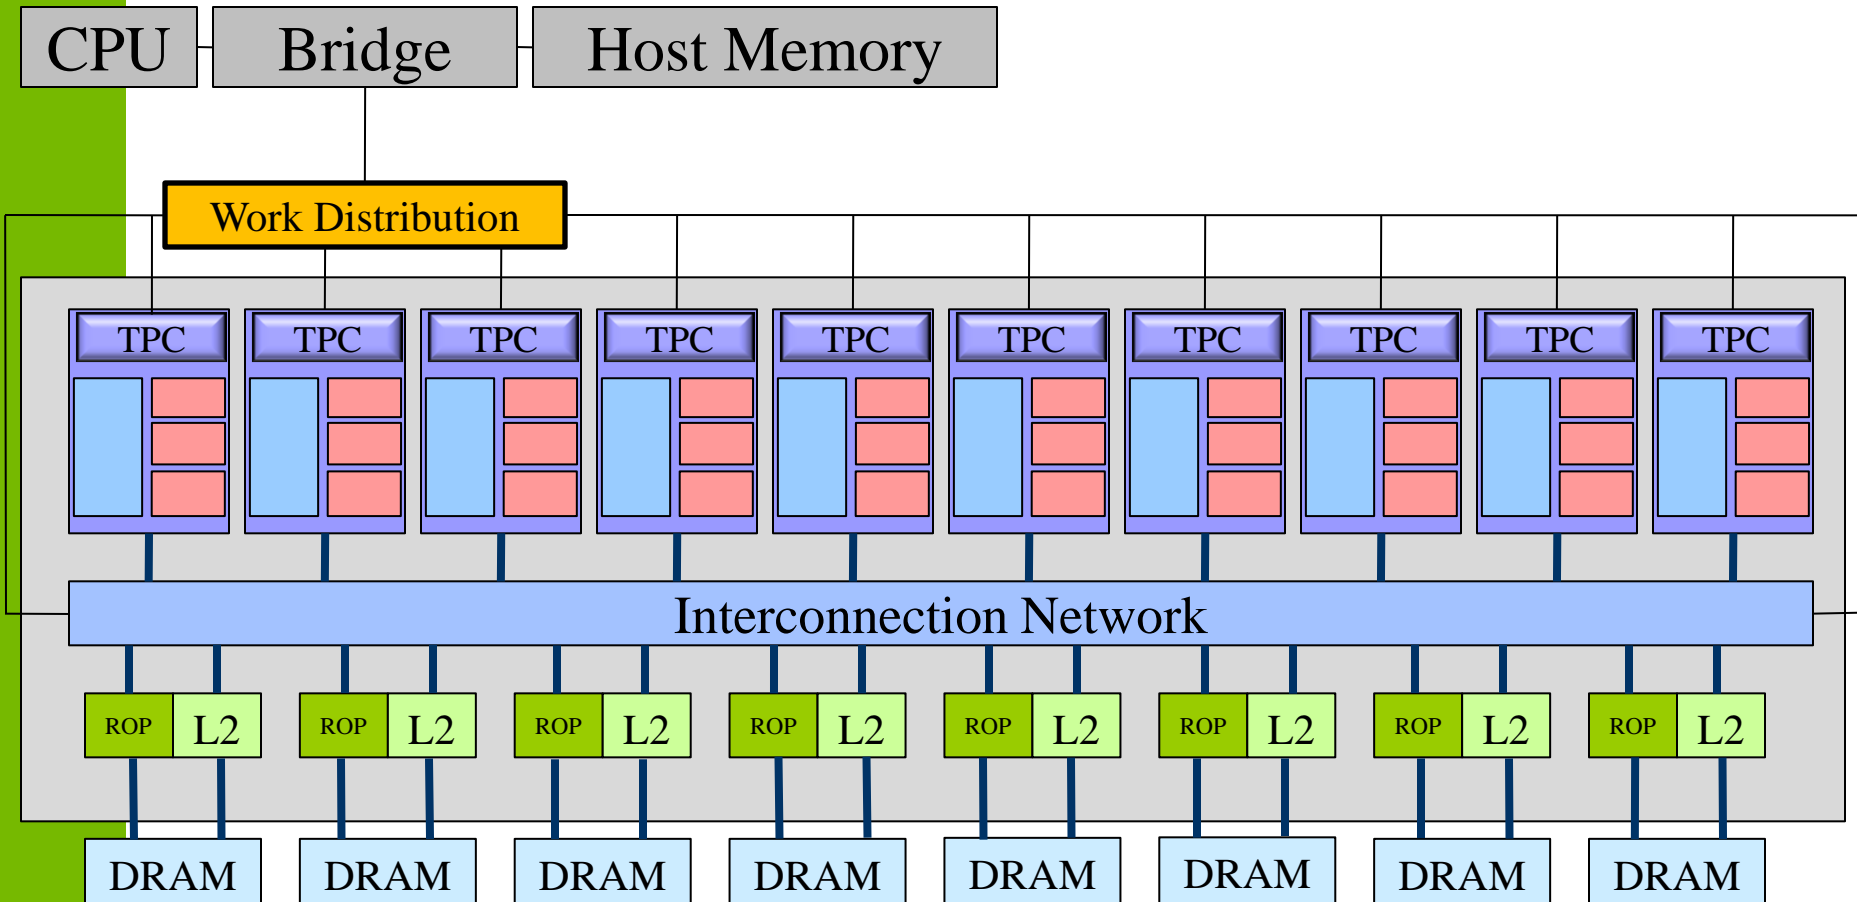 CPU
Bridge
Host Memory
Work Distribution
TPC
TPC
TPC
TPC
TPC
TPC
TPC
TPC
TPC
TPC
Interconnection Network
ROP
L2
ROP
L2
ROP
L2
ROP
L2
ROP
L2
ROP
L2
ROP
L2
ROP
L2
DRAM
DRAM
DRAM
DRAM
DRAM
DRAM
DRAM
DRAM